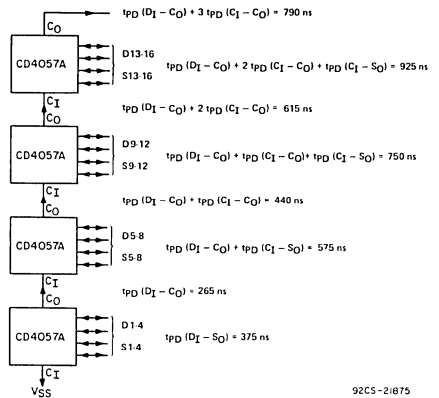 tPD (DI – CO) + 3 tPD (CI – CO) = 790 ns
CO
CD4057A
D13-16
S13-16
tPD (DI – CO) + 2 tPD (CI – CO) + tPD (CI – SO) = 925 ns
CI
CO
tPD (DI – CO) + 2 tPD (CI – CO) = 615 ns
CD4057A
D9-12
S9-12
tPD (DI – CO) + tPD (CI – CO)+ tPD (CI – SO) = 750 ns
CI
CO
tPD (DI – CO) + tPD (CI – CO) = 440 ns
CD4057A
D5-8
S5-8
tPD (DI – CO) + tPD (CI – SO) = 575 ns
CI
CO
tPD (DI – CO) = 265 ns
CD4057A
D1-4
S1-4
tPD (DI – SO) = 375 ns
CI
VSS
92CS-21875